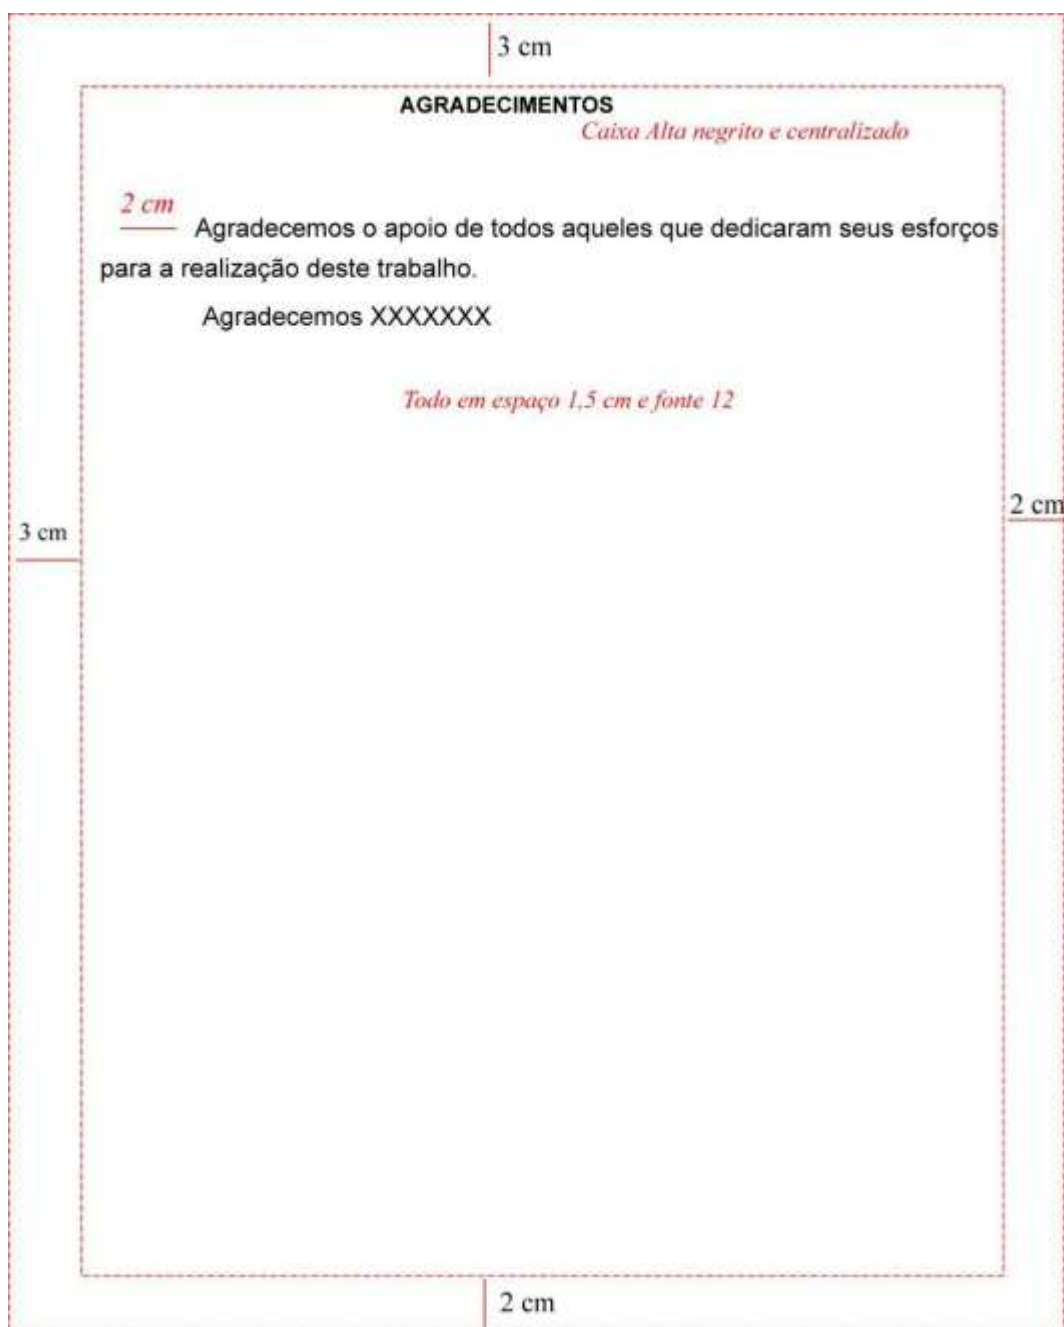 3 cm
AGRADECIMENTOS
Caixa Alta negrito e centralizado
2 cm
Agradecemos o apoio de todos aqueles que dedicaram seus esforços
para a realização deste trabalho.
Agradecemos XXXXXXX
Todo em espaço 1,5 cm e fonte 12
2 cm
3 cm
2 cm